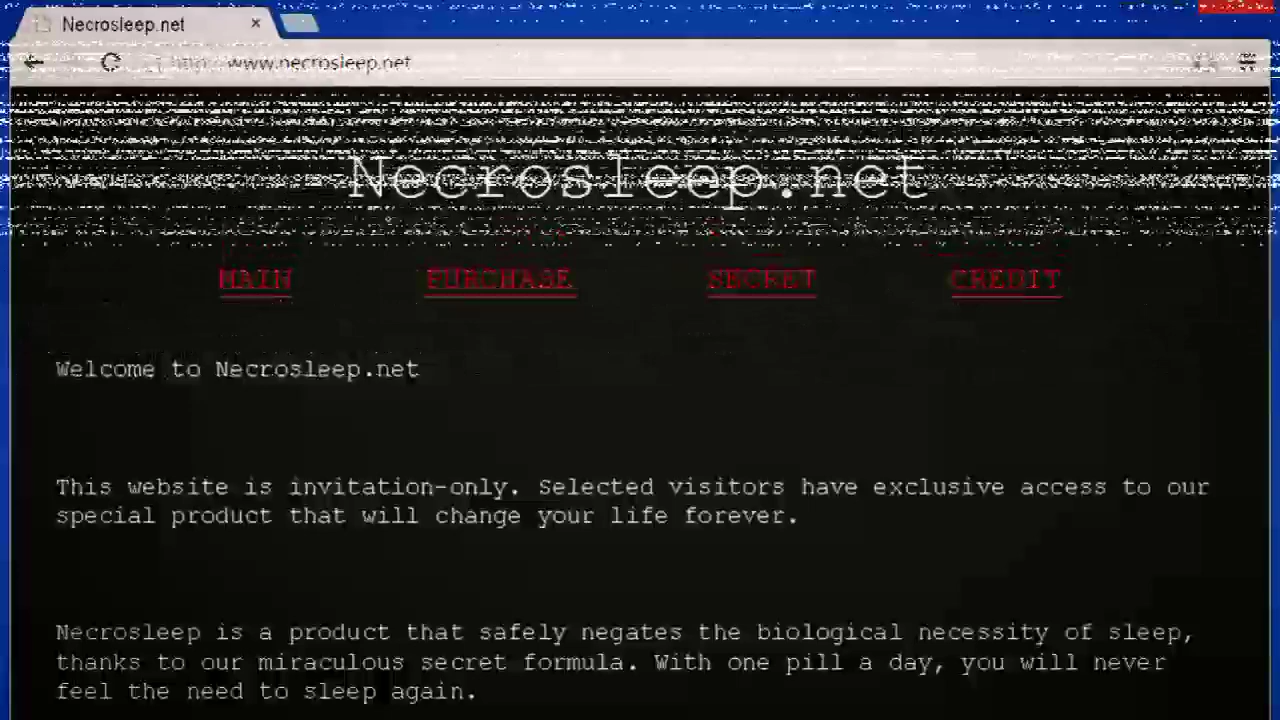 Necrosleep.net
www.necrosleep.net
Necrosleep.net
MAIN PURCHASE SECRET CREDIT
Welcome to Necrosleep.net
This website is invitation-only. Selected visitors have exclusive access to our
special product that will change your life forever.
Necrosleep is a product that safely negates the biological necessity of sleep,
thanks to our miraculous secret formula. With one pill a day, you will never
feel the need to sleep again.